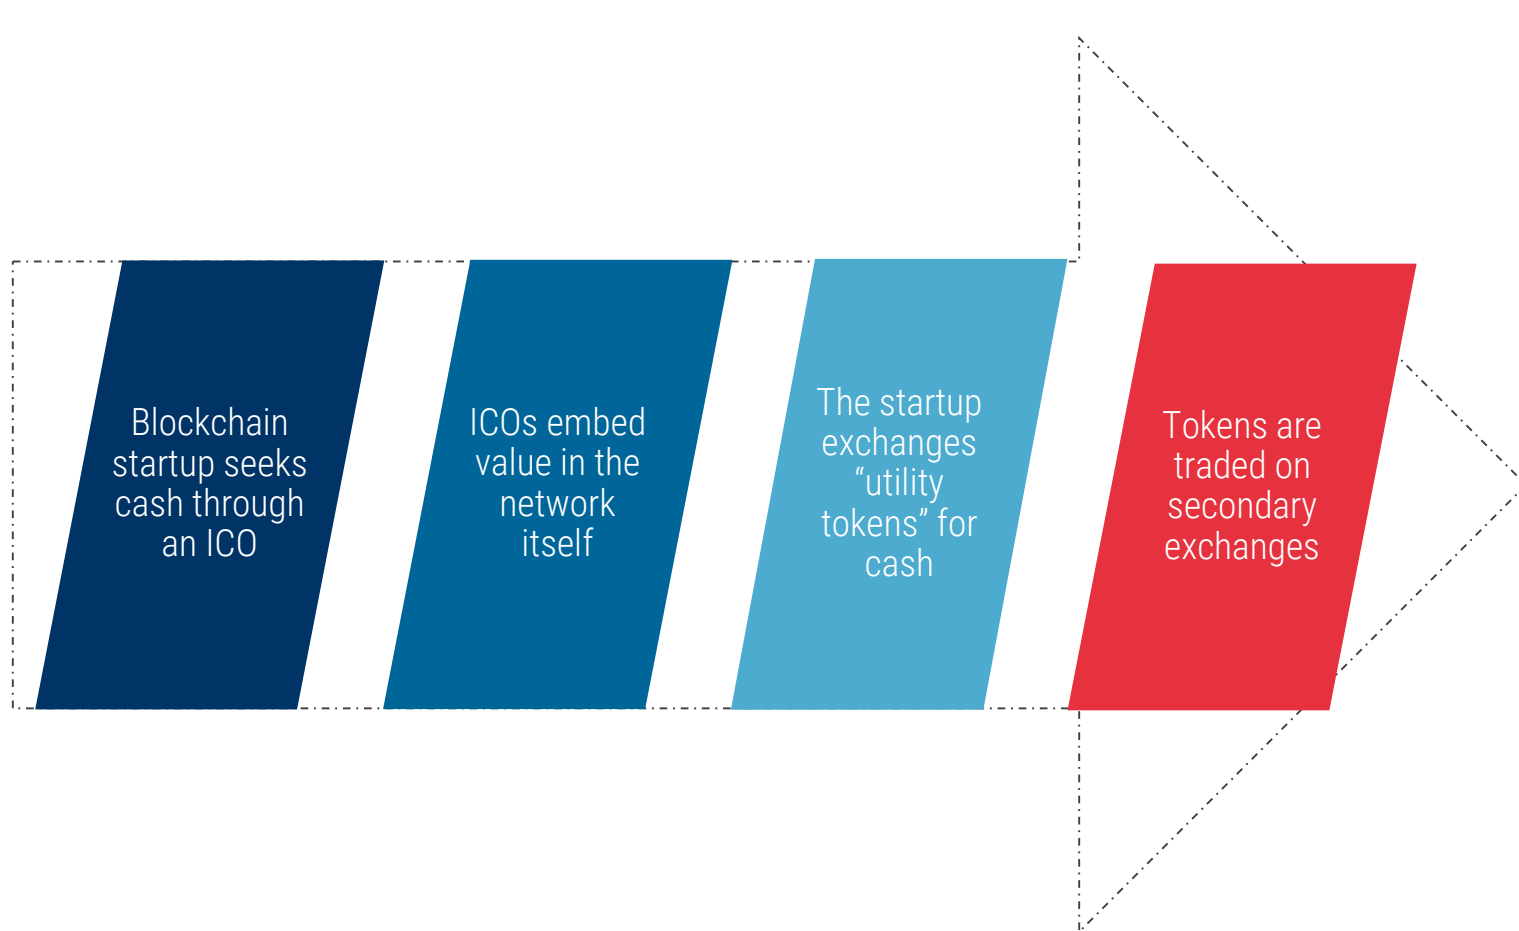 Blockchain
startup seeks
cash through
an ICO
ICOs embed
value in the
network
itself
The startup
exchanges
“utility
tokens” for
cash
Tokens are
traded on
secondary
exchanges